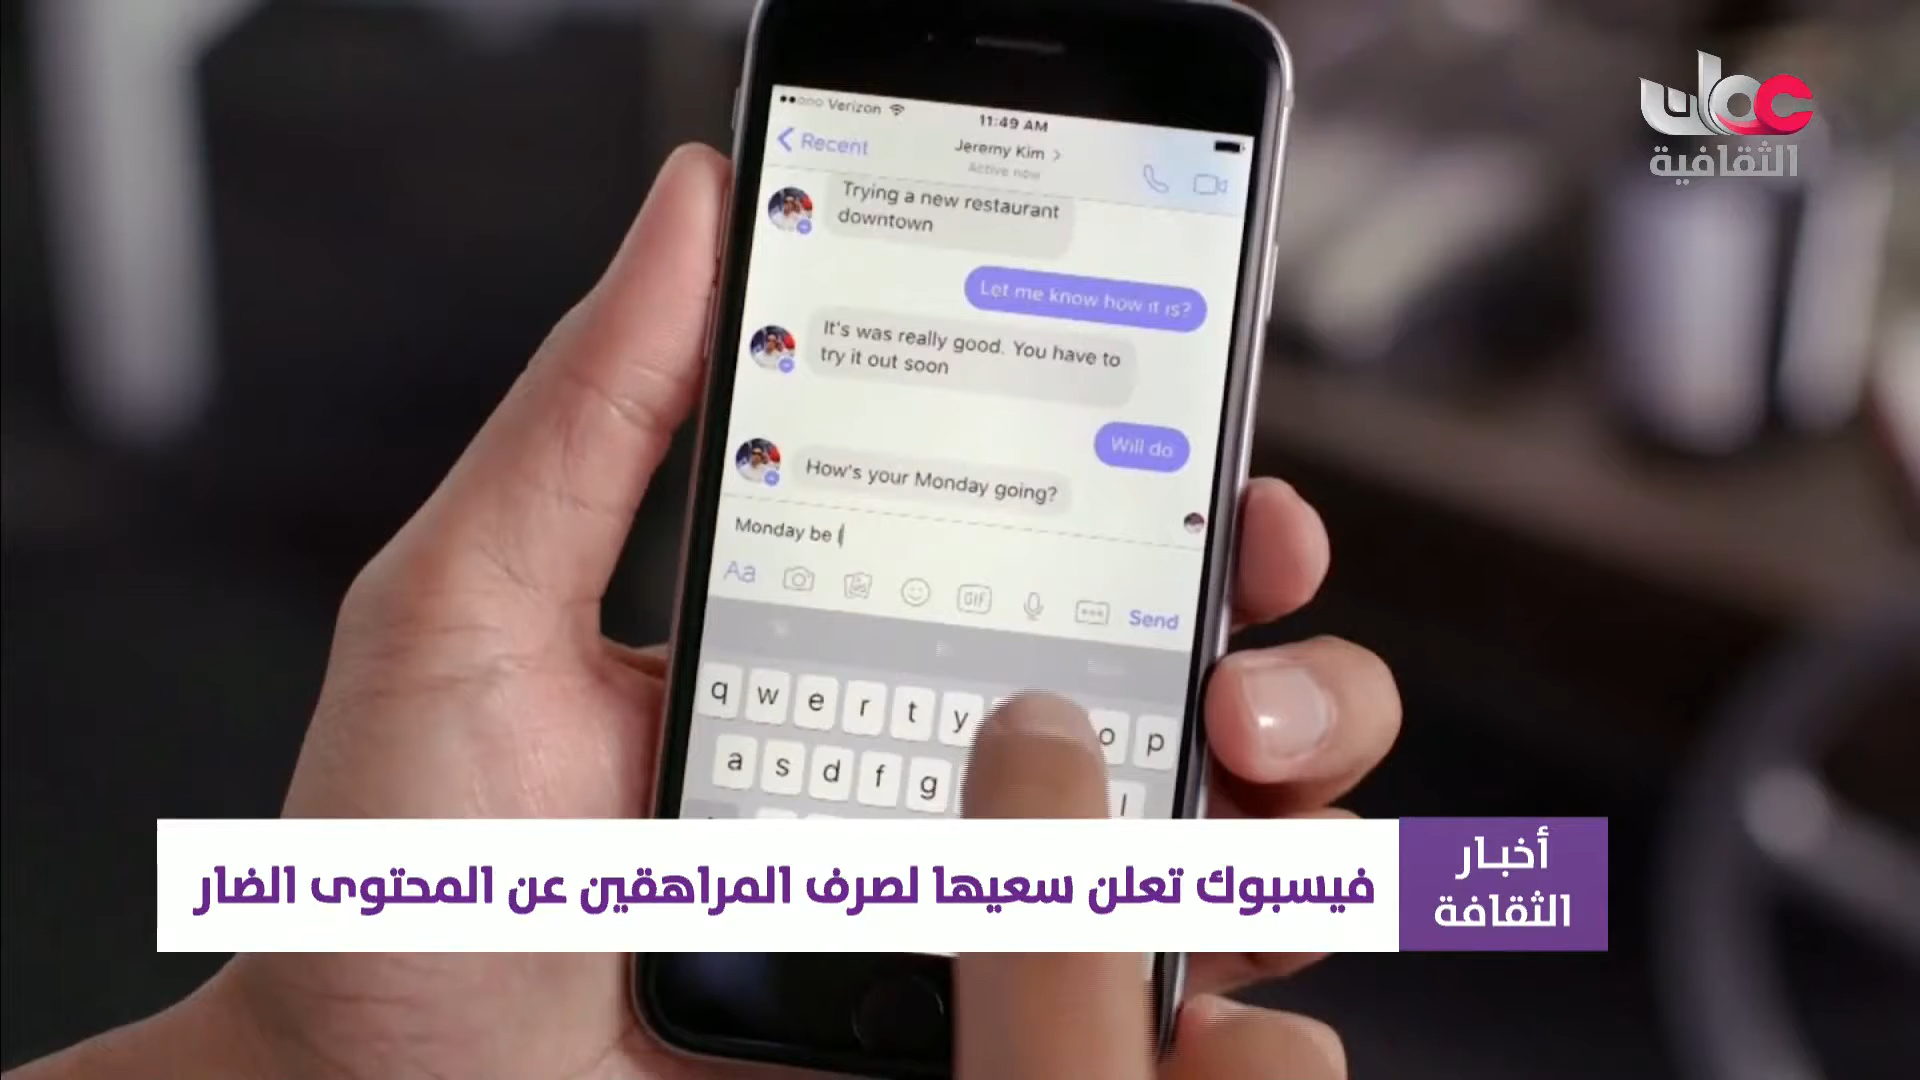 عمان
الثقافية
Verizon
11:49 AM
Recent
Jeremy Kim
Active now
Trying a new restaurant
downtown
Let me know how it is?
It's was really good. You have to
try it out soon
Will do
How's your Monday going?
Monday be
Aa
GIF
Send
q w e r t y o p
a s d f g l
أخبار
الثقافة
فيسبوك تعلن سعيها لصرف المراهقين عن المحتوى الضار